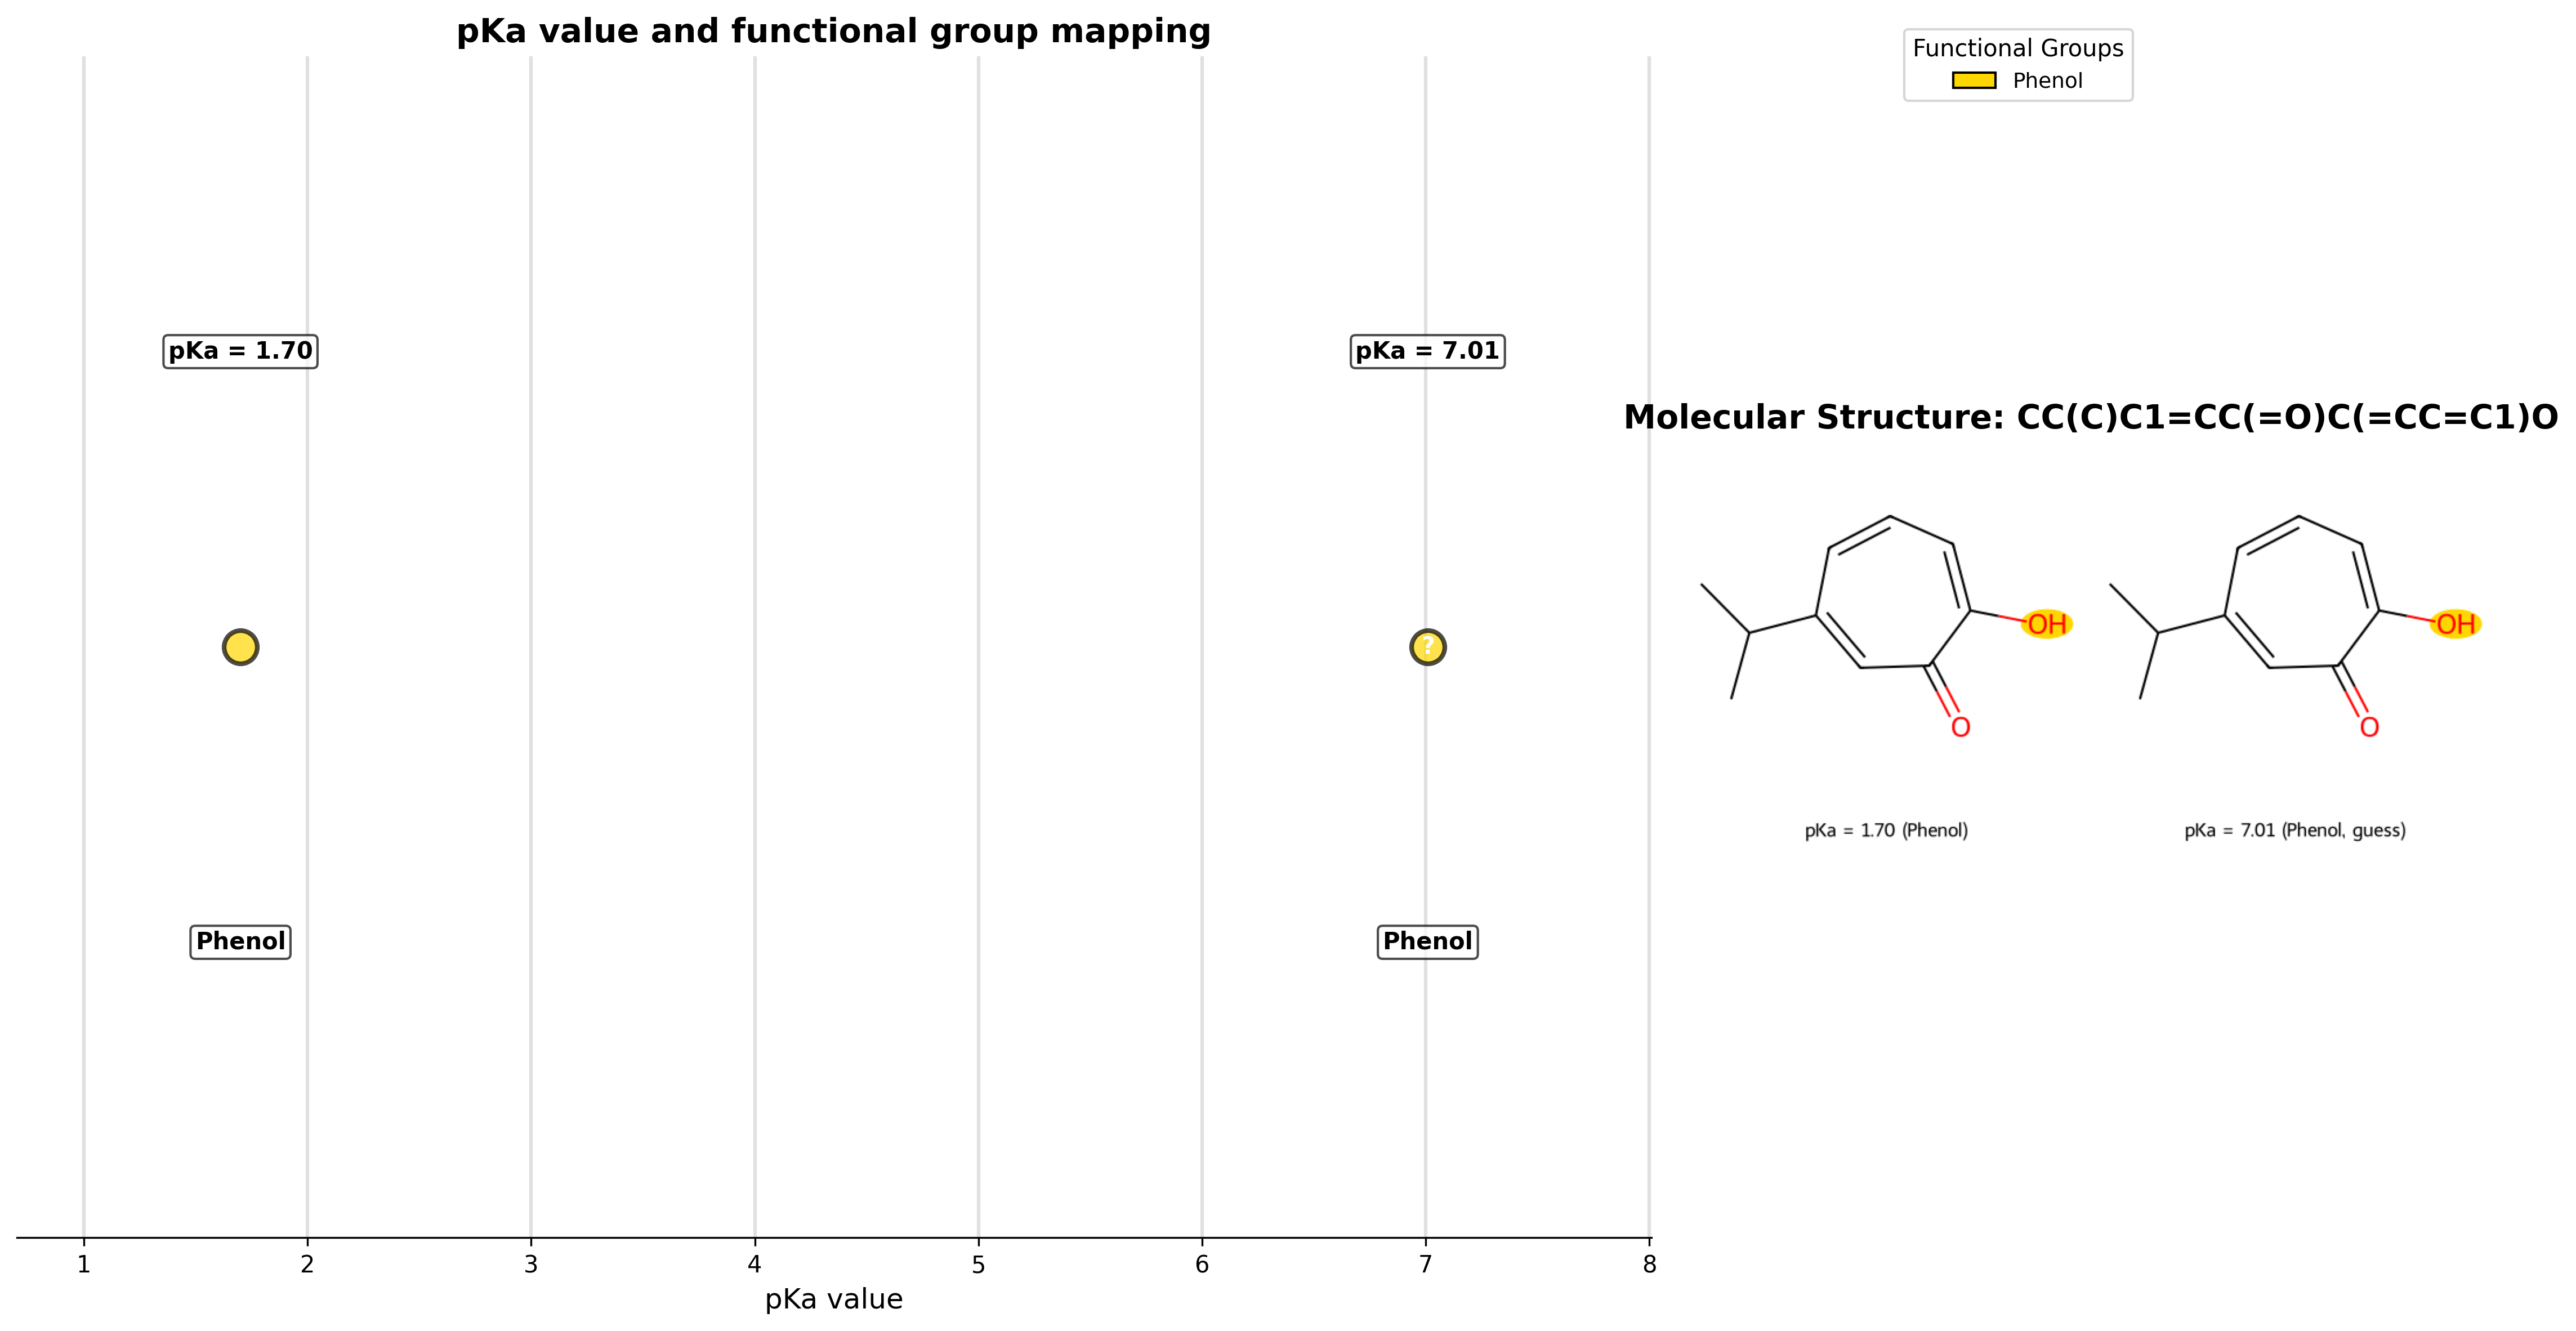 pKa value and functional group mapping
Functional Groups
Phenol
pKa = 1.70
pKa = 7.01
Molecular Structure: CC(C)C1=CC(=O)C(=CC=C1)O
?
OH
O
OH
O
pKa = 1.70 (Phenol)
pKa = 7.01 (Phenol, guess)
Phenol
Phenol
1 2 3 4 5 6 7 8
pKa value